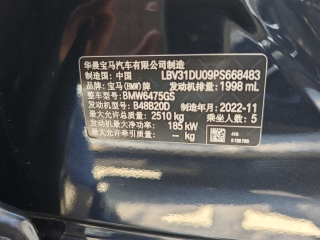 华晨宝马汽车有限公司制造
制造国: 中国 LBV31DU09PS668483
品牌: 宝马(BMW)牌 发动机排量: 1998 mL
整车型号: BMW6475GS
发动机型号: B48B20D 制造年月: 2022-11
最大允许总质量: 2510 kg 乘坐人数: 5
发动机最大净功率: 185 kW
最大允许牵引质量: -- kg